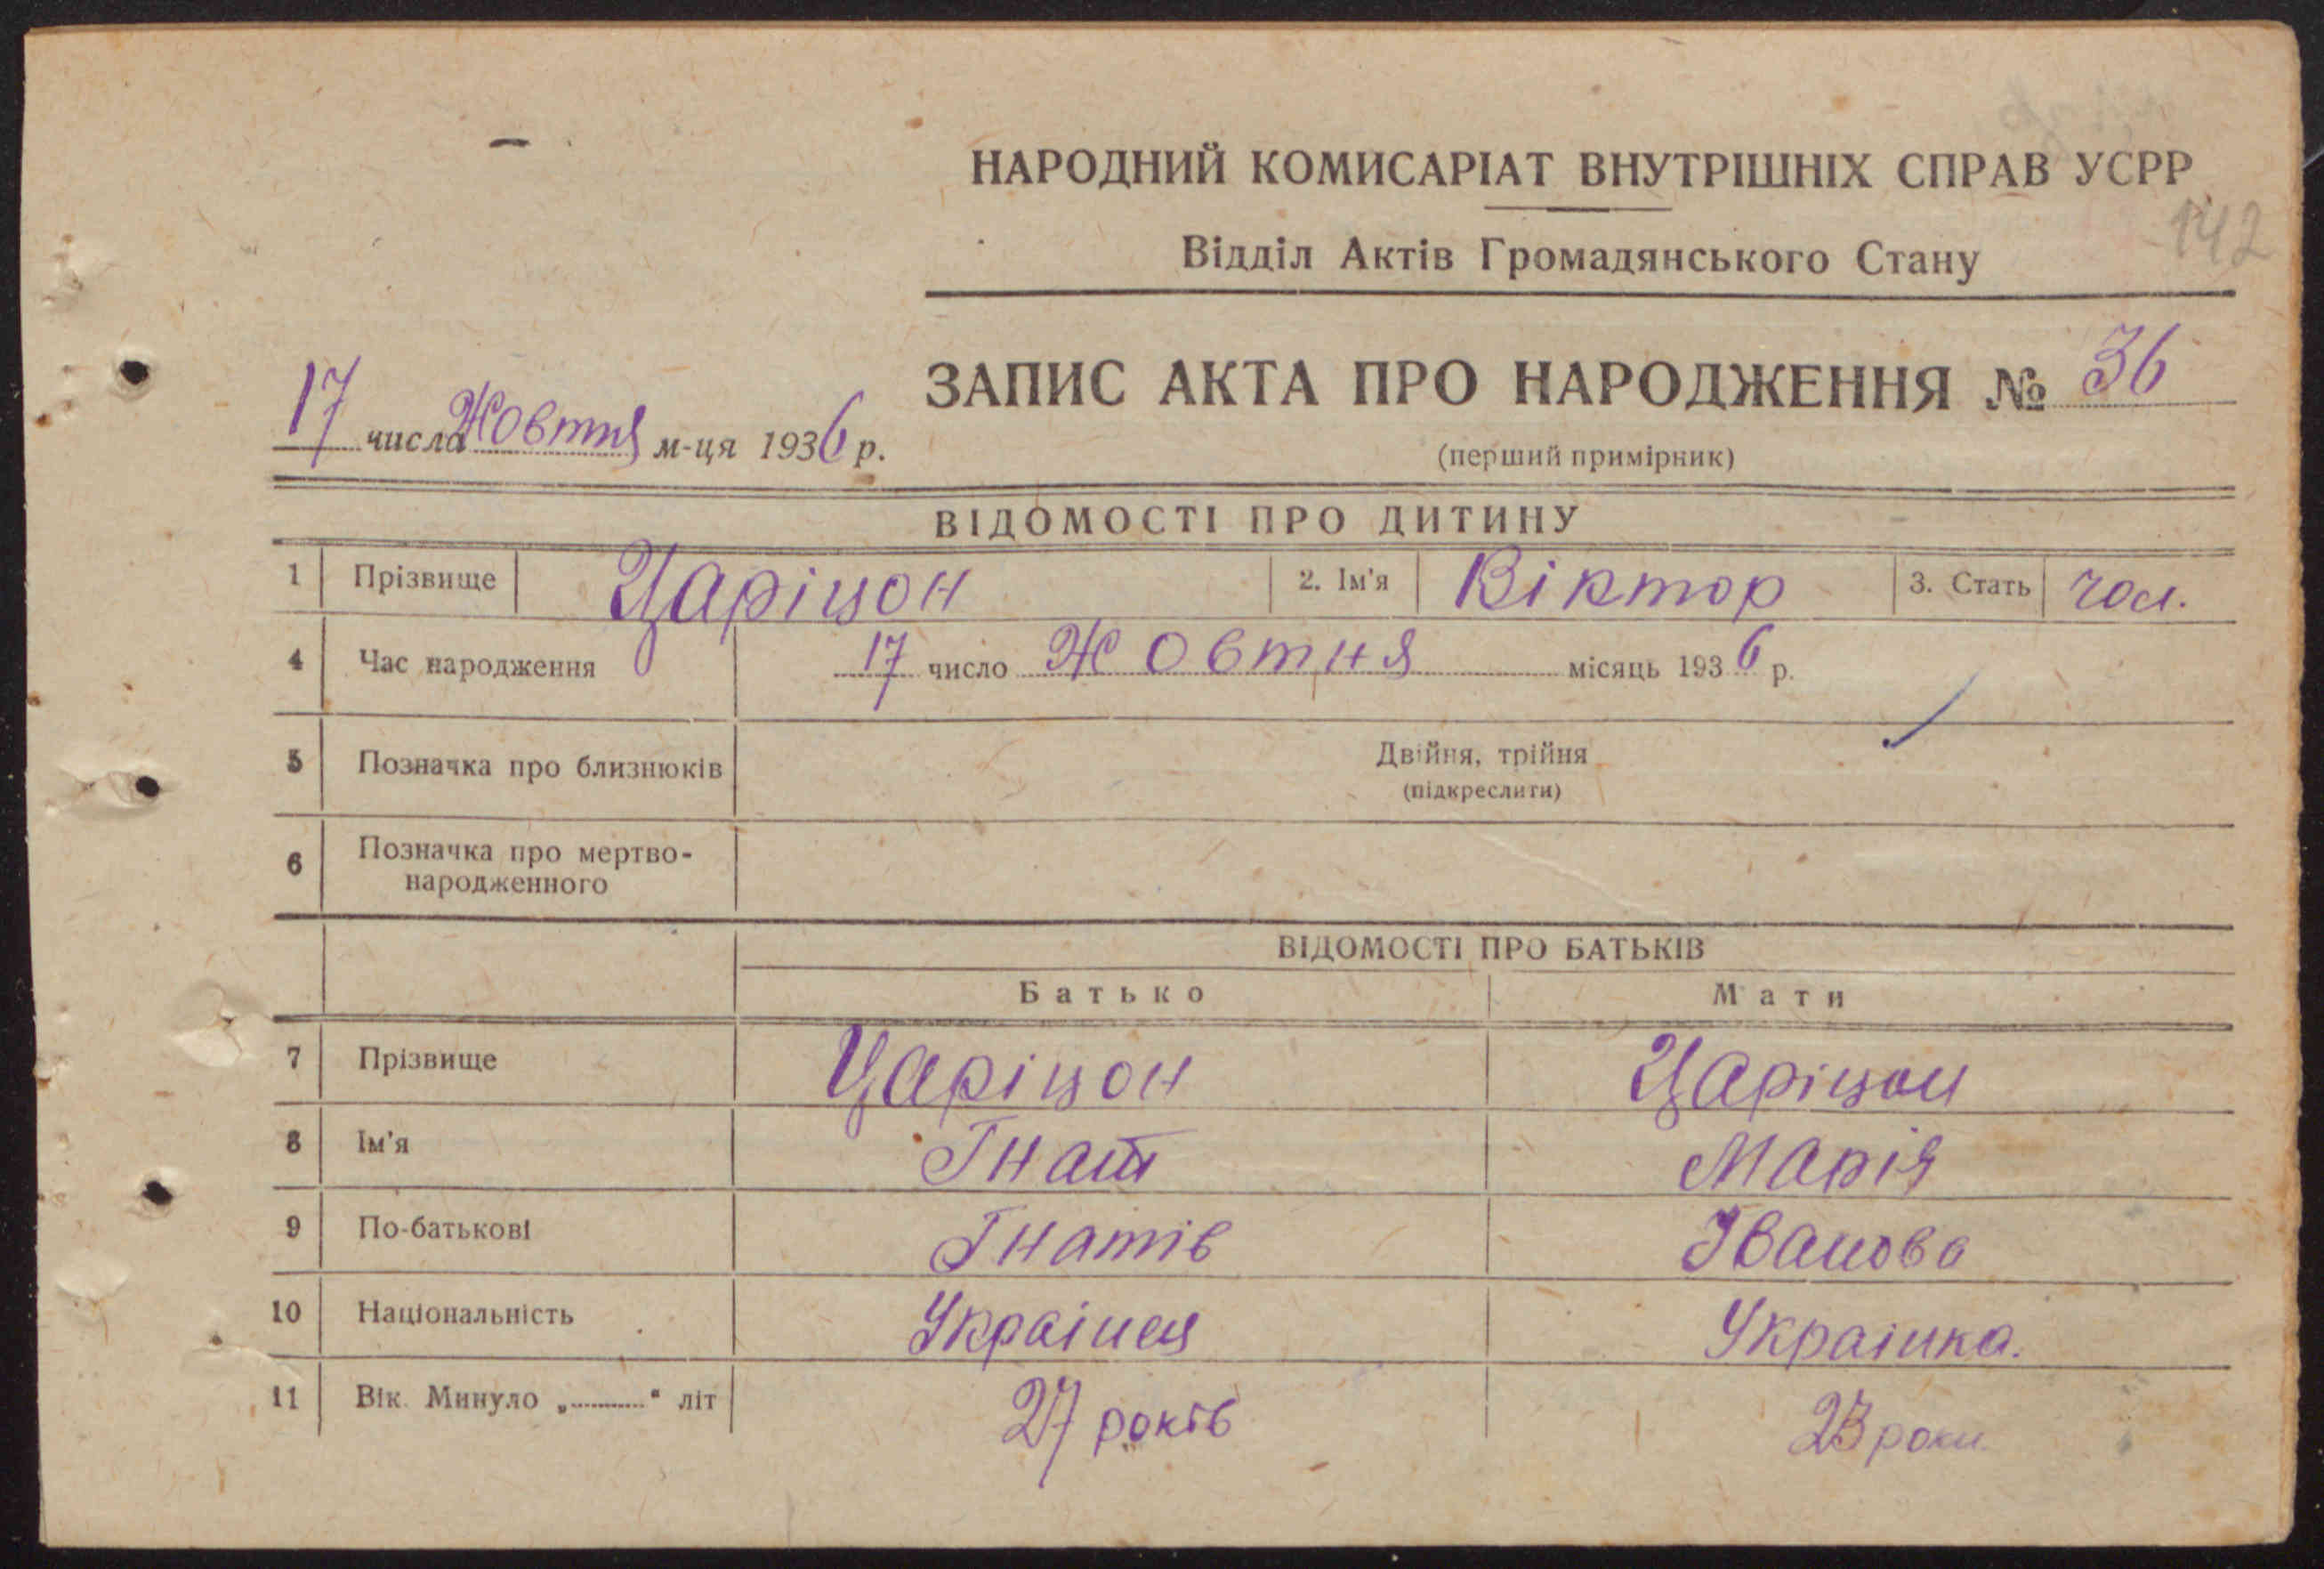 НАРОДНИЙ КОМИСАРІАТ ВНУТРІШНІХ СПРАВ УСРР
142
Відділ Актів Громадянського Стану
ЗАПИС АКТА ПРО НАРОДЖЕННЯ № 36
17 числа Жовтня м-ця 1936 р.
(перший примірник)
ВІДОМОСТІ ПРО ДИТИНУ
1 Прізвище Царіцон 2. Ім'я Віктор 3. Стать чол.
4 Час народження 17 число Жовтня місяць 1936 р.
5 Позначка про близнюків Двійня, трійня
(підкреслити)
6 Позначка про мертво-
народженного
ВІДОМОСТІ ПРО БАТЬКІВ
Батько Мати
7 Прізвище Царіцон Царіцон
8 Ім'я Гнат Марія
9 По-батькові Гнатів Іванова
10 Національність Украінец Украінка.
11 Вік. Минуло „..........“ літ 27 років 23 роки